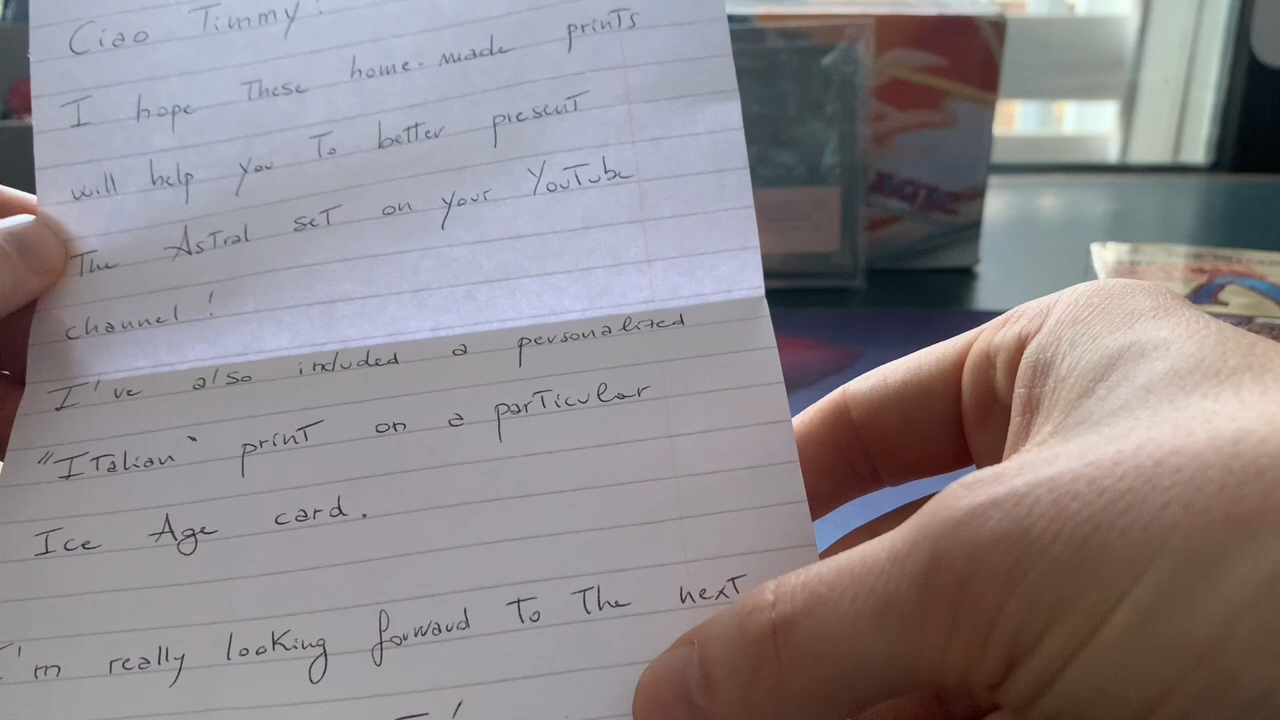 Ciao Timmy!
I hope these home-made prints
will help you to better present
the Astral set on your YouTube
channel!
I've also included a personalized
"Italian" print on a particular
Ice Age card.
I'm really looking forward to the next